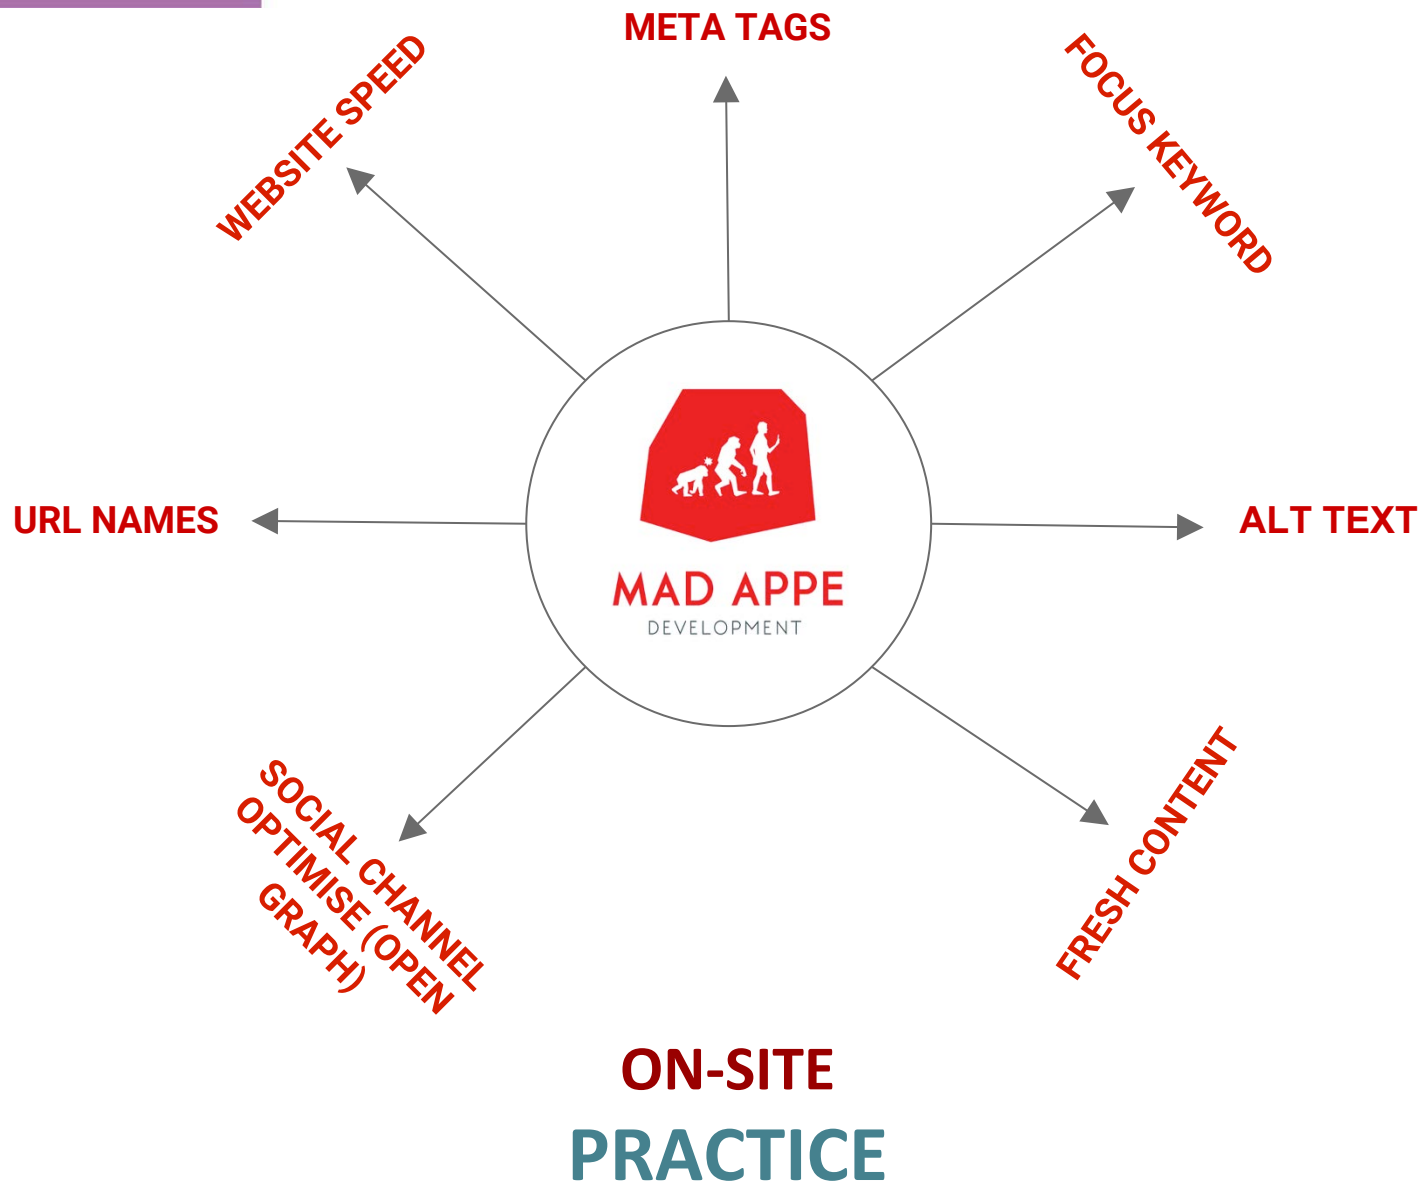 META TAGS
WEBSITE SPEED
FOCUS KEYWORD
MAD APPE
DEVELOPMENT
URL NAMES
ALT TEXT
SOCIAL CHANNEL
OPTIMISE (OPEN
GRAPH)
FRESH CONTENT
ON-SITE
PRACTICE